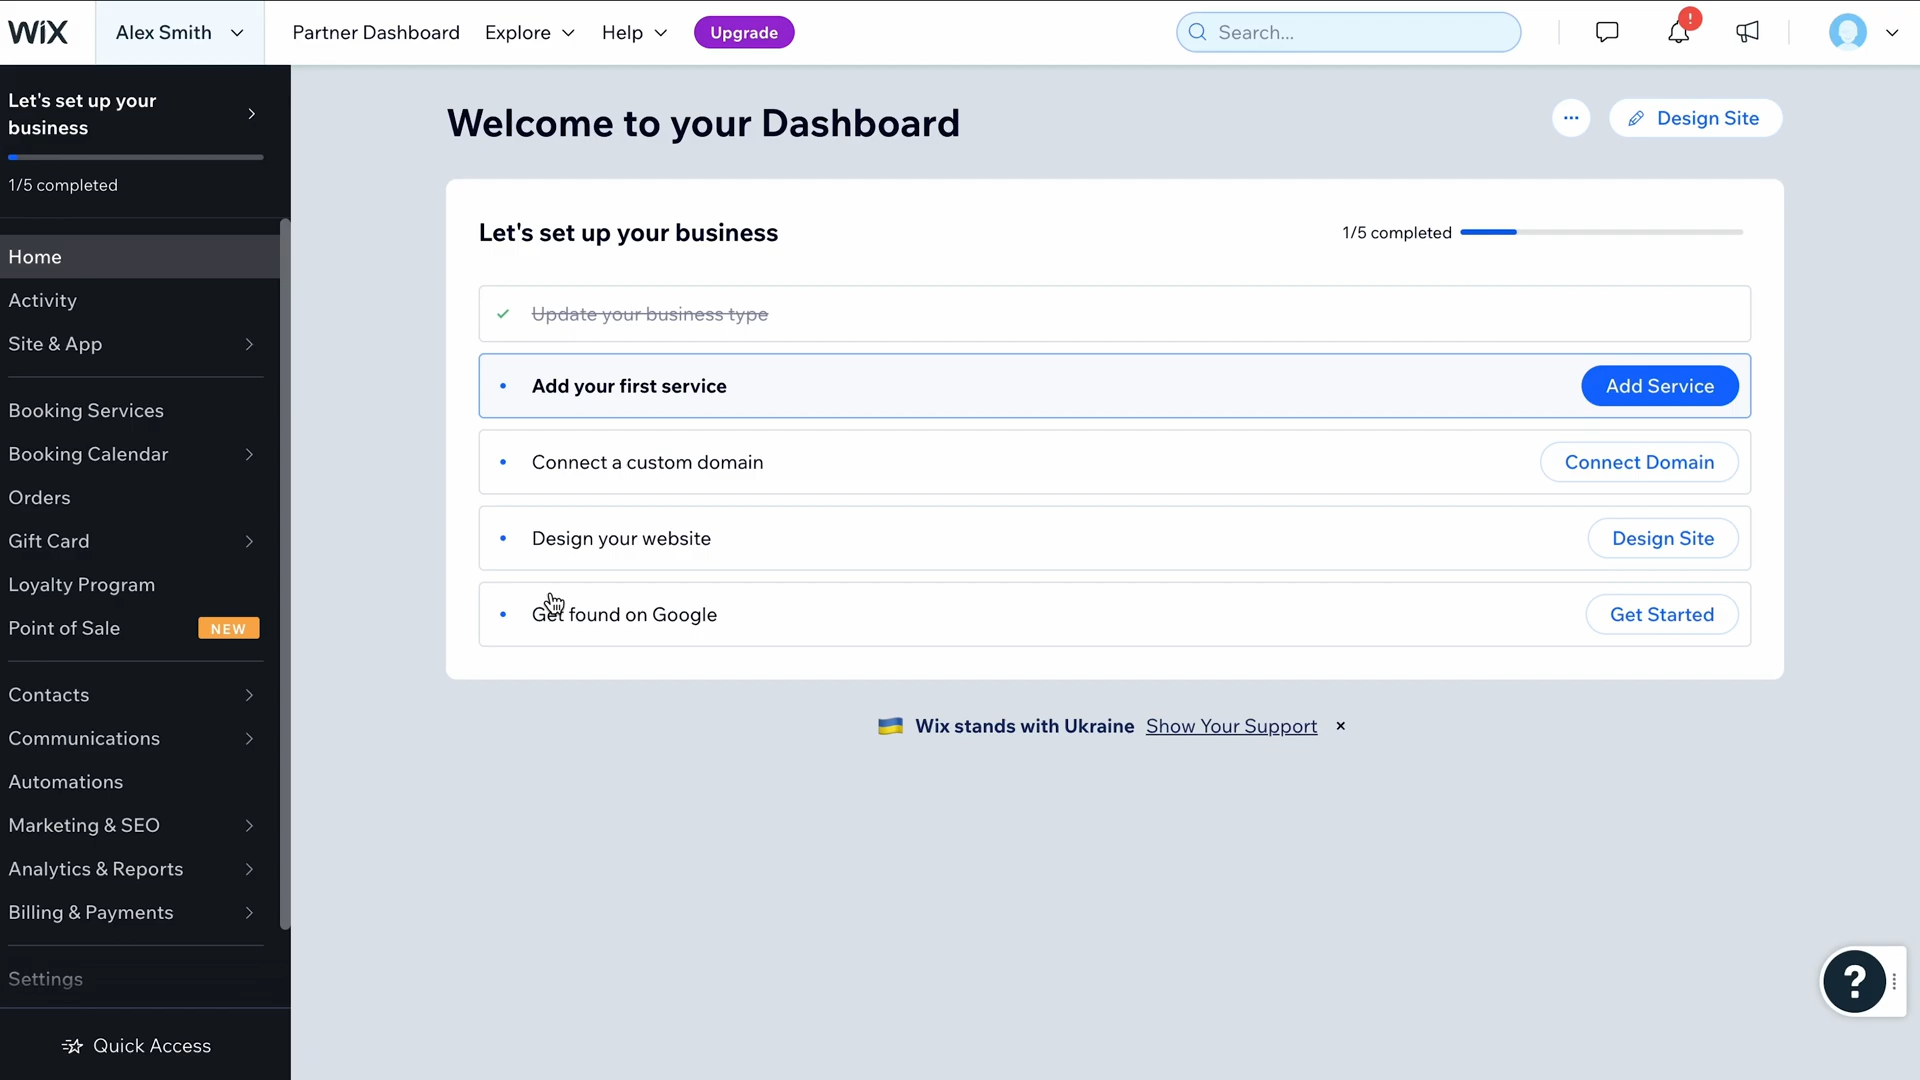 WiX
Alex Smith
Partner Dashboard
Explore
Help
Upgrade
Search...
!
Let's set up your
business
1/5 completed
Home
Activity
Site & App
Booking Services
Booking Calendar
Orders
Gift Card
Loyalty Program
Point of Sale
NEW
Contacts
Communications
Automations
Marketing & SEO
Analytics & Reports
Billing & Payments
Settings
Quick Access
Welcome to your Dashboard
Design Site
Let's set up your business
1/5 completed
Update your business type
Add your first service
Add Service
Connect a custom domain
Connect Domain
Design your website
Design Site
Get found on Google
Get Started
Wix stands with Ukraine Show Your Support
?